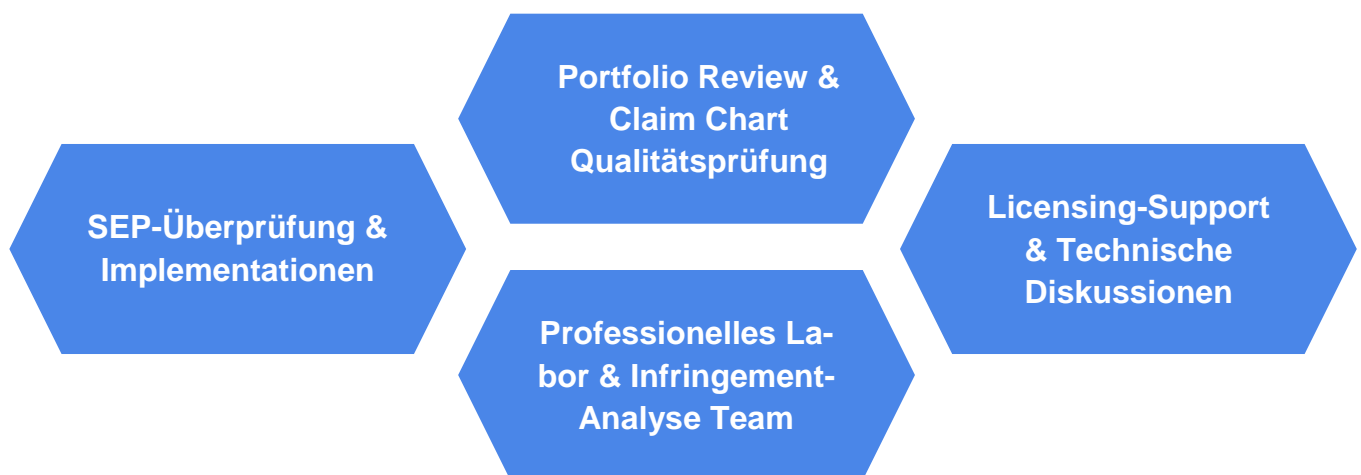 Portfolio Review &
Claim Chart
Qualitätsprüfung
SEP-Überprüfung &
Implementationen
Licensing-Support
& Technische
Diskussionen
Professionelles La-
bor & Infringement-
Analyse Team